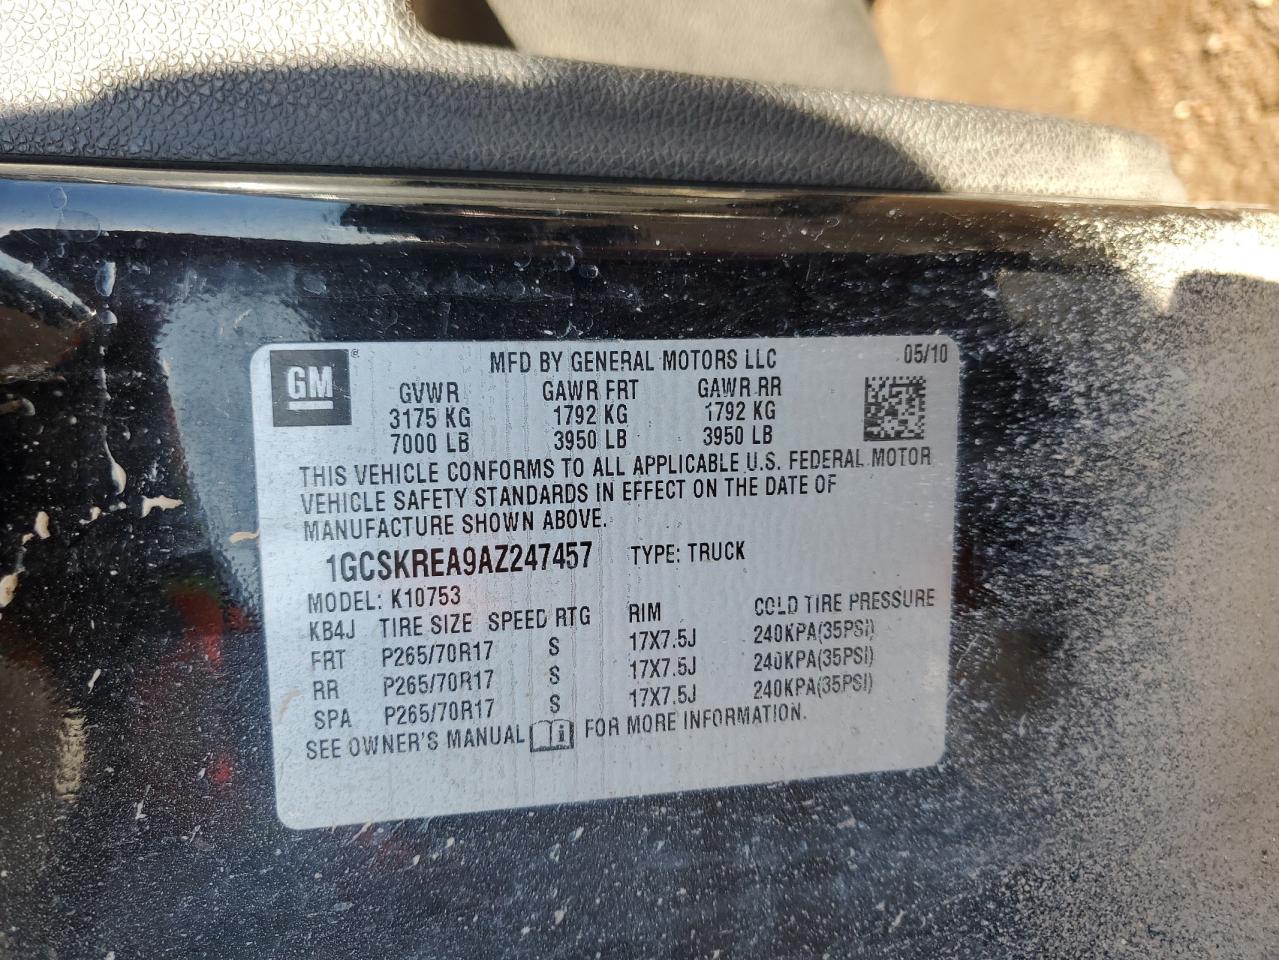 GM ®
MFD BY GENERAL MOTORS LLC 05/10
GVWR GAWR FRT GAWR RR
3175 KG 1792 KG 1792 KG
7000 LB 3950 LB 3950 LB
THIS VEHICLE CONFORMS TO ALL APPLICABLE U.S. FEDERAL MOTOR
VEHICLE SAFETY STANDARDS IN EFFECT ON THE DATE OF
MANUFACTURE SHOWN ABOVE.
1GCSKREA9AZ247457 TYPE: TRUCK
MODEL: K10753
KB4J TIRE SIZE SPEED RTG RIM COLD TIRE PRESSURE
FRT P265/70R17 S 17X7.5J 240KPA(35PSI)
RR P265/70R17 S 17X7.5J 240KPA(35PSI)
SPA P265/70R17 S 17X7.5J 240KPA(35PSI)
SEE OWNER'S MANUAL i FOR MORE INFORMATION.